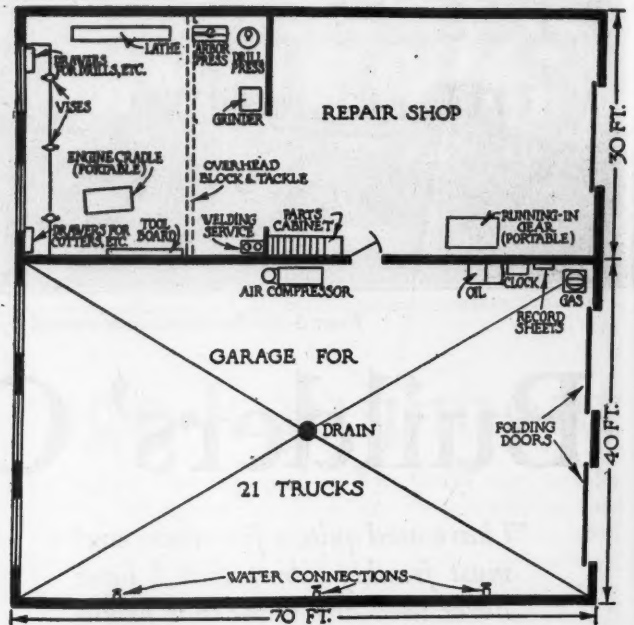 LATHE
ARBOR
PRESS
DRILL
PRESS
DRAWERS
FOR DRILLS, ETC.
VISES
GRINDER
REPAIR SHOP
30 FT.
ENGINE CRADLE
(PORTABLE)
OVERHEAD
BLOCK & TACKLE
DRAWERS FOR
CUTTERS, ETC.
TOOL
BOARD
WELDING
SERVICE
PARTS
CABINET
RUNNING-IN
GEAR
(PORTABLE)
AIR COMPRESSOR
OIL
CLOCK
GAS
RECORD
SHEETS
GARAGE FOR
DRAIN
FOLDING
DOORS
40 FT.
21 TRUCKS
WATER CONNECTIONS
70 FT.